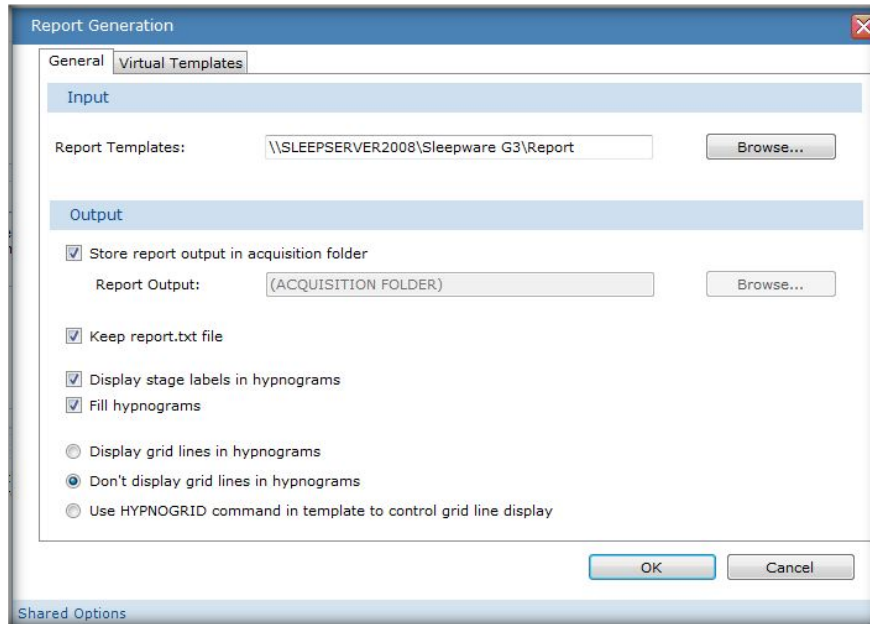 Report Generation
General
Virtual Templates
Input
Report Templates:
\\SLEEPSERVER2008\Sleepware G3\Report
Browse...
Output
Store report output in acquisition folder
Report Output:
(ACQUISITION FOLDER)
Browse...
Keep report.txt file
Display stage labels in hypnograms
Fill hypnograms
Display grid lines in hypnograms
Don't display grid lines in hypnograms
Use HYPNOGRID command in template to control grid line display
OK
Cancel
Shared Options